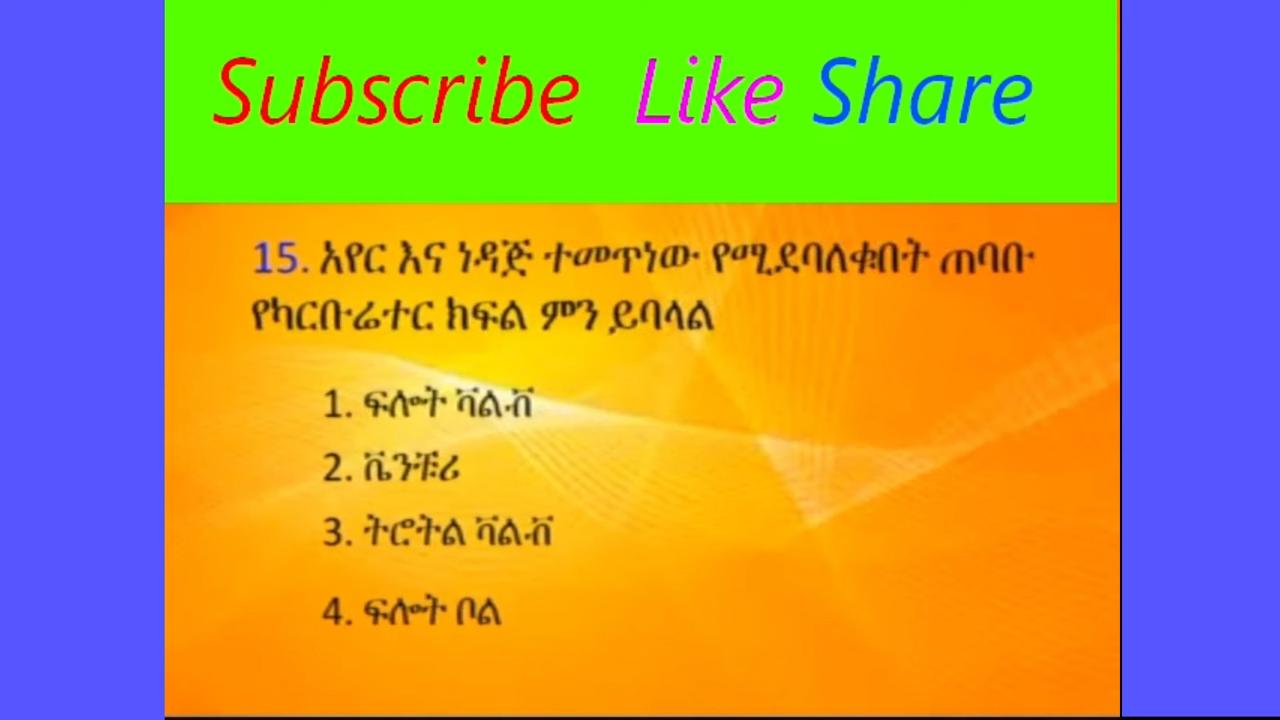 Subscribe Like Share
15. አየር እና ነዳጅ ተመጥነው የሚደባለቁበት ጠባቡ
የካርቡሬተር ክፍል ምን ይባላል
1. ፍሎት ቫልቭ
2. ቬንቹሪ
3. ትሮትል ቫልቭ
4. ፍሎት ቦል